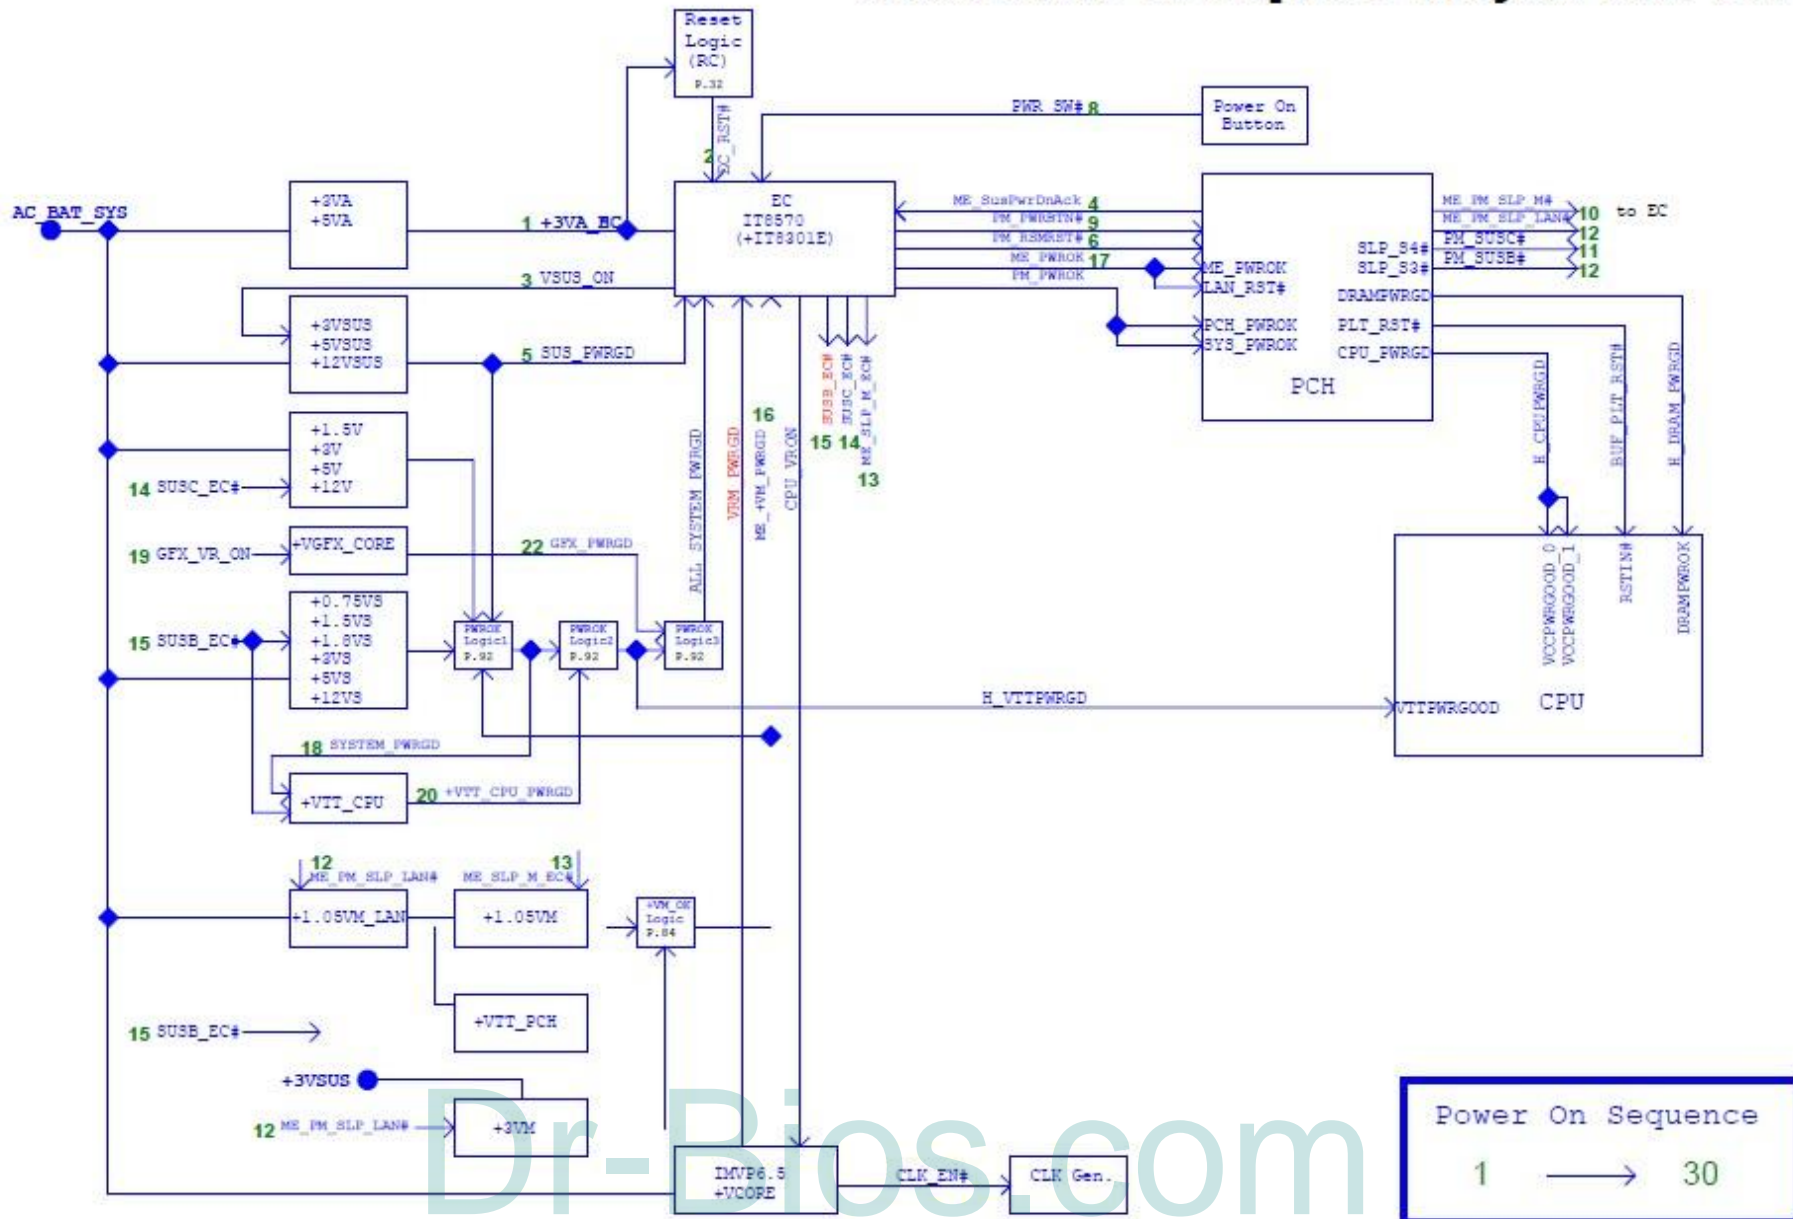 Reset
Logic
(RC)
P.32
EC_RST#
2
PWR_SW# 8
Power On
Button
AC_BAT_SYS
+3VA
+5VA
1 +3VA_EC
EC
IT8570
(+IT8301E)
ME_SusPwrDnAck 4
PM_PWRBTN# 9
PM_RSMRST# 6
ME_PWROK 17
PM_PWROK
ME_PWROK
LAN_RST#
PCH_PWROK
SYS_PWROK
PCH
SLP_S4#
SLP_S3#
DRAMPWRGD
PLT_RST#
CPU_PWRGD
ME_PM_SLP_M# 10 to EC
ME_PM_SLP_LAN# 12
PM_SUSC# 11
PM_SUSB# 12
3 VSUS_ON
+3VSUS
+5VSUS
+12VSUS
5 SUS_PWRGD
SUSB_EC#
15
SUSC_EC#
14
ME_SLP_M_EC#
13
ALL_SYSTEM_PWRGD
VRM_PWRGD
16
ME_+VM_PWRGD
CPU_VRON
H_CPUPWRGD
BUF_PLT_RST#
H_DRAM_PWRGD
+1.5V
+3V
+5V
+12V
14 SUSC_EC#
19 GFX_VR_ON
+VGFX_CORE
22 GFX_PWRGD
+0.75VS
+1.5VS
+1.8VS
+3VS
+5VS
+12VS
15 SUSB_EC#
PWROK
Logic1
P.92
PWROK
Logic2
P.92
PWROK
Logic3
P.92
H_VTTPWRGD
VCCPWRGOOD_0
VCCPWRGOOD_1
RSTIN#
DRAMPWROK
VTTPWRGOOD
CPU
18 SYSTEM_PWRGD
+VTT_CPU
20 +VTT_CPU_PWRGD
12
ME_PM_SLP_LAN#
13
ME_SLP_M_EC#
+1.05VM_LAN
+1.05VM
+VM_OK
Logic
P.84
+VTT_PCH
15 SUSB_EC#
+3VSUS
12 ME_PM_SLP_LAN#
+3VM
IMVP6.5
+VCORE
CLK_EN#
CLK Gen.
Power On Sequence
1 30
Dr-Bios.com